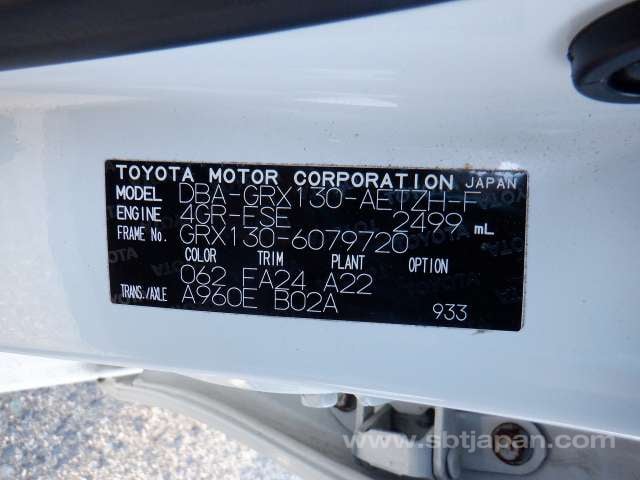 TOYOTA MOTOR CORPORATION JAPAN
MODEL DBA-GRX130-AETZH-F
ENGINE 4GR-FSE 2499 mL
FRAME No. GRX130-6079720
COLOR TRIM PLANT OPTION
062 FA24 A22
TRANS./AXLE A960E B02A
933
www.sbtjapan.com